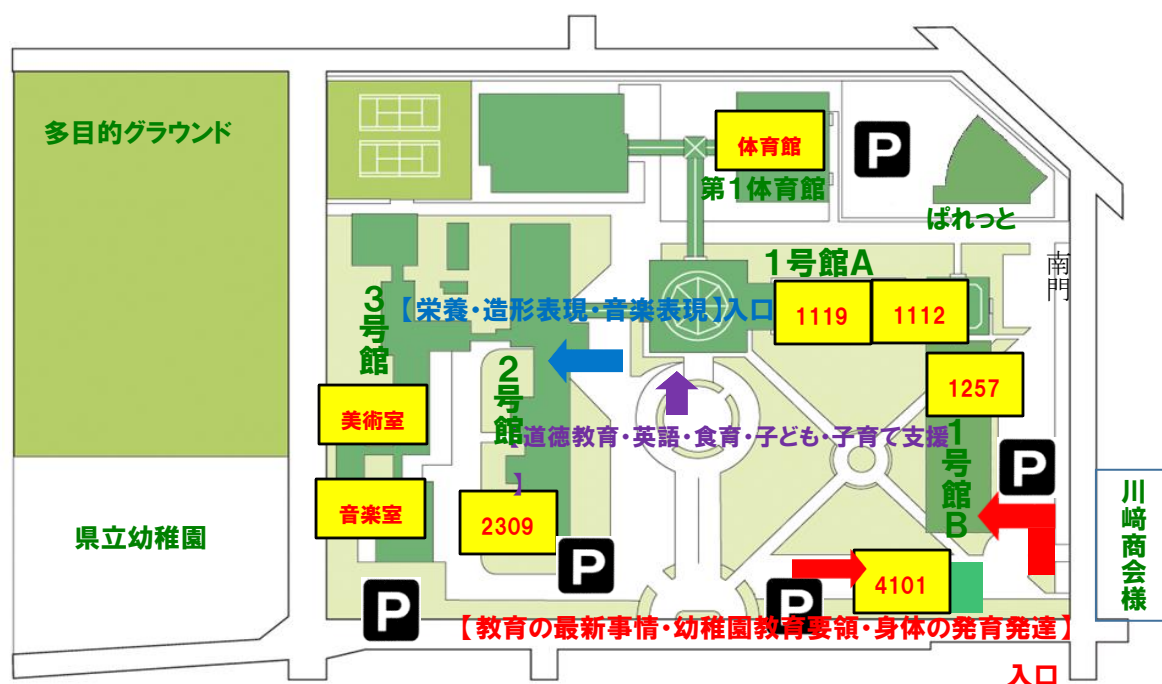 多目的グラウンド
体育館
P
第1体育館
ぱれっと
南門
1号館A
3号館
【栄養・造形表現・音楽表現】入口
1119
1112
2号館
1257
美術室
【道徳教育・英語・食育・子ども・子育て支援
】
1号館B
P
川﨑商会様
音楽室
2309
県立幼稚園
P
4101
P
P
【教育の最新事情・幼稚園教育要領・身体の発育発達】
入口